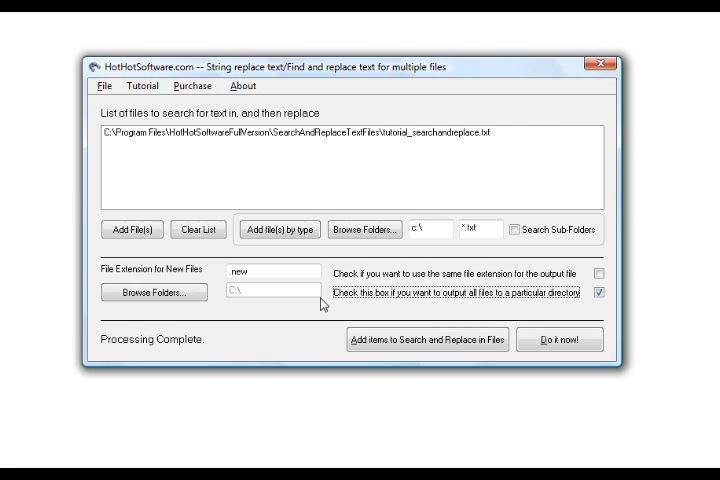 HotHotSoftware.com -- String replace text/Find and replace text for multiple files
File Tutorial Purchase About
List of files to search for text in, and then replace
C:\Program Files\HotHotSoftwareFullVersion\SearchAndReplaceTextFiles\tutorial_searchandreplace.txt
Add File(s) Clear List Add file(s) by type Browse Folders... c:\ *.txt Search Sub-Folders
File Extension for New Files .new Check if you want to use the same file extension for the output file
Browse Folders... C:\ Check this box if you want to output all files to a particular directory
Processing Complete. Add items to Search and Replace in Files Do it now!